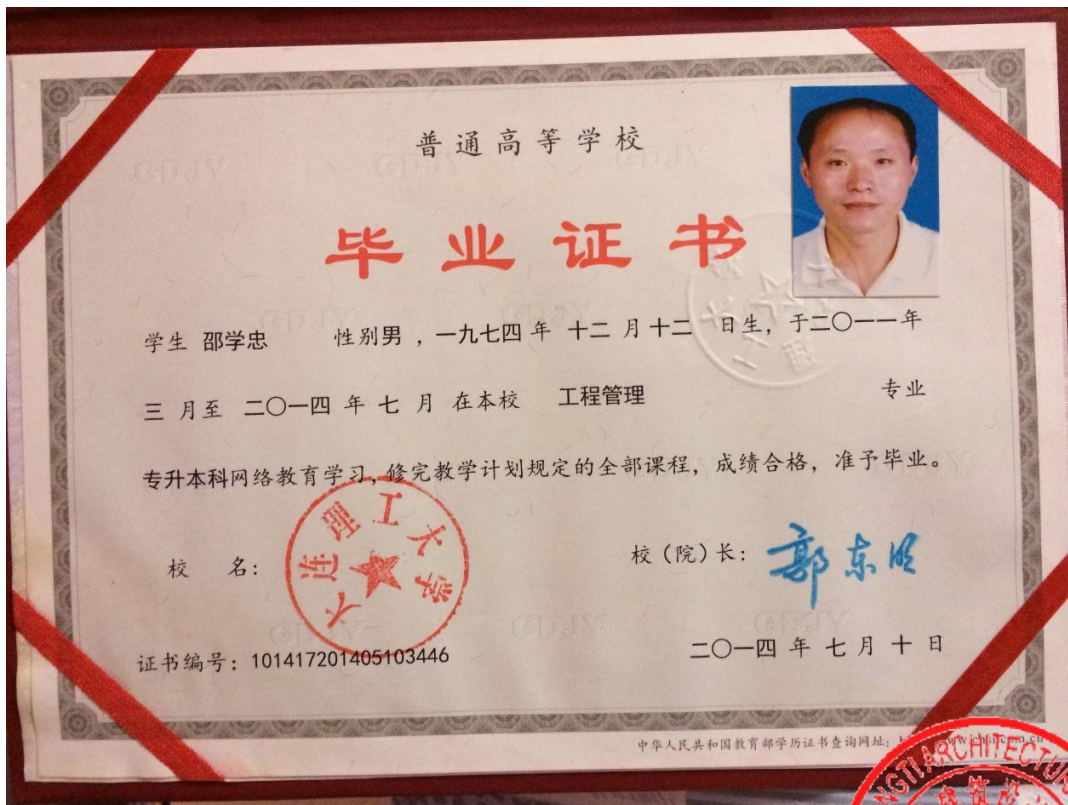 普通高等学校
毕业证书
学生 邵学忠 性别男，一九七四年 十二 月十二 日生，于二〇一一年
三 月至 二〇一四 年 七 月 在本校 工程管理 专业
专升本科网络教育学习，修完教学计划规定的全部课程，成绩合格，准予毕业。
大连理工大学
校 名：
校（院）长：郭东明
证书编号：101417201405103446
二〇一四 年 七 月 十 日
中华人民共和国教育部学历证书查询网址：